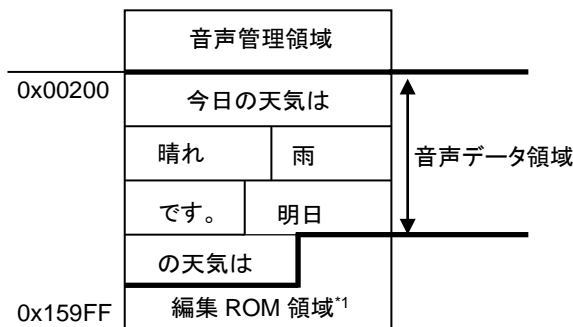 音声管理領域
0x00200
今日の天気は
晴れ
雨
音声データ領域
です。
明日
の天気は
0x159FF
編集 ROM 領域*1